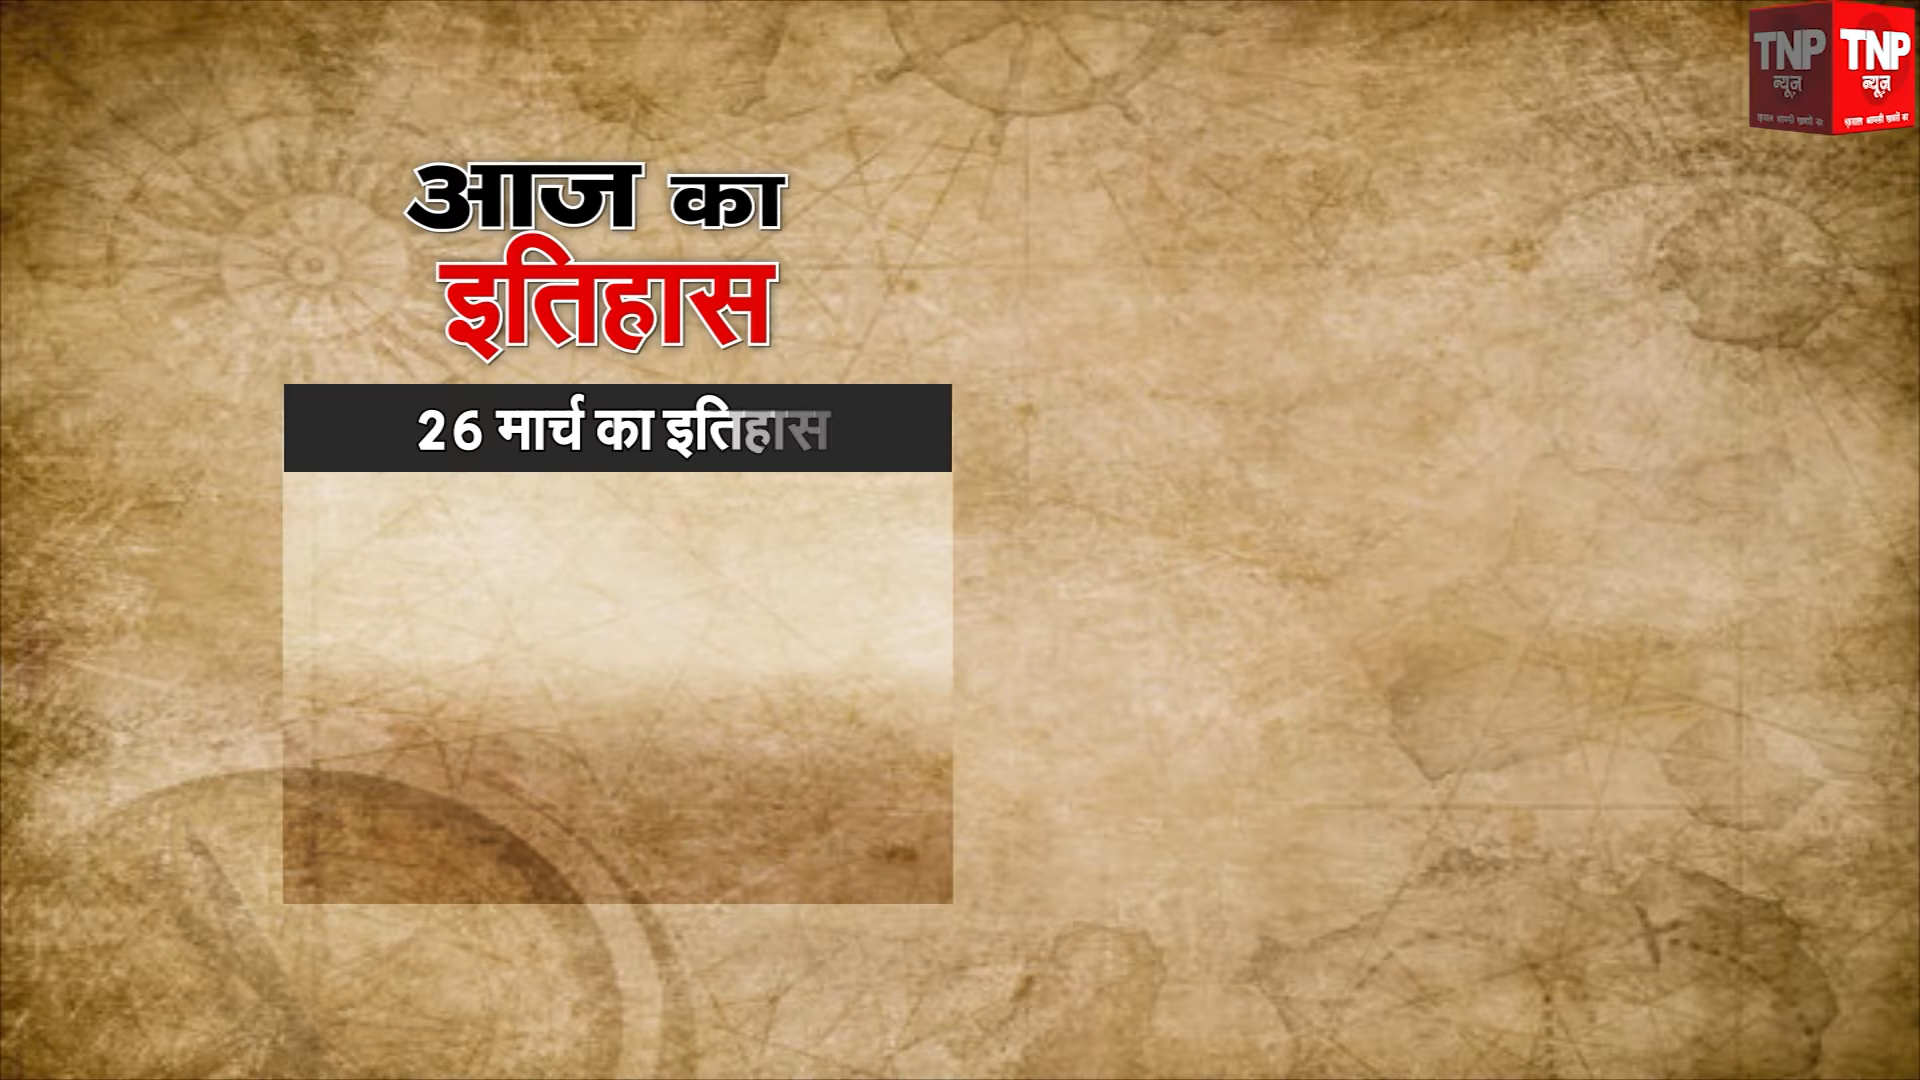 TNP
न्यूज़
TNP
न्यूज़
आज का
इतिहास
26 मार्च का इतिहास